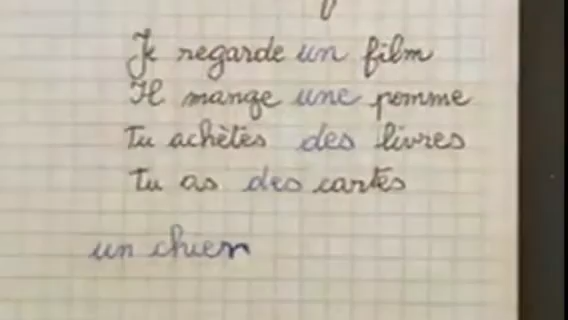 Je regarde un film
Il mange une pomme
Tu achètes des livres
Tu as des cartes
un chien